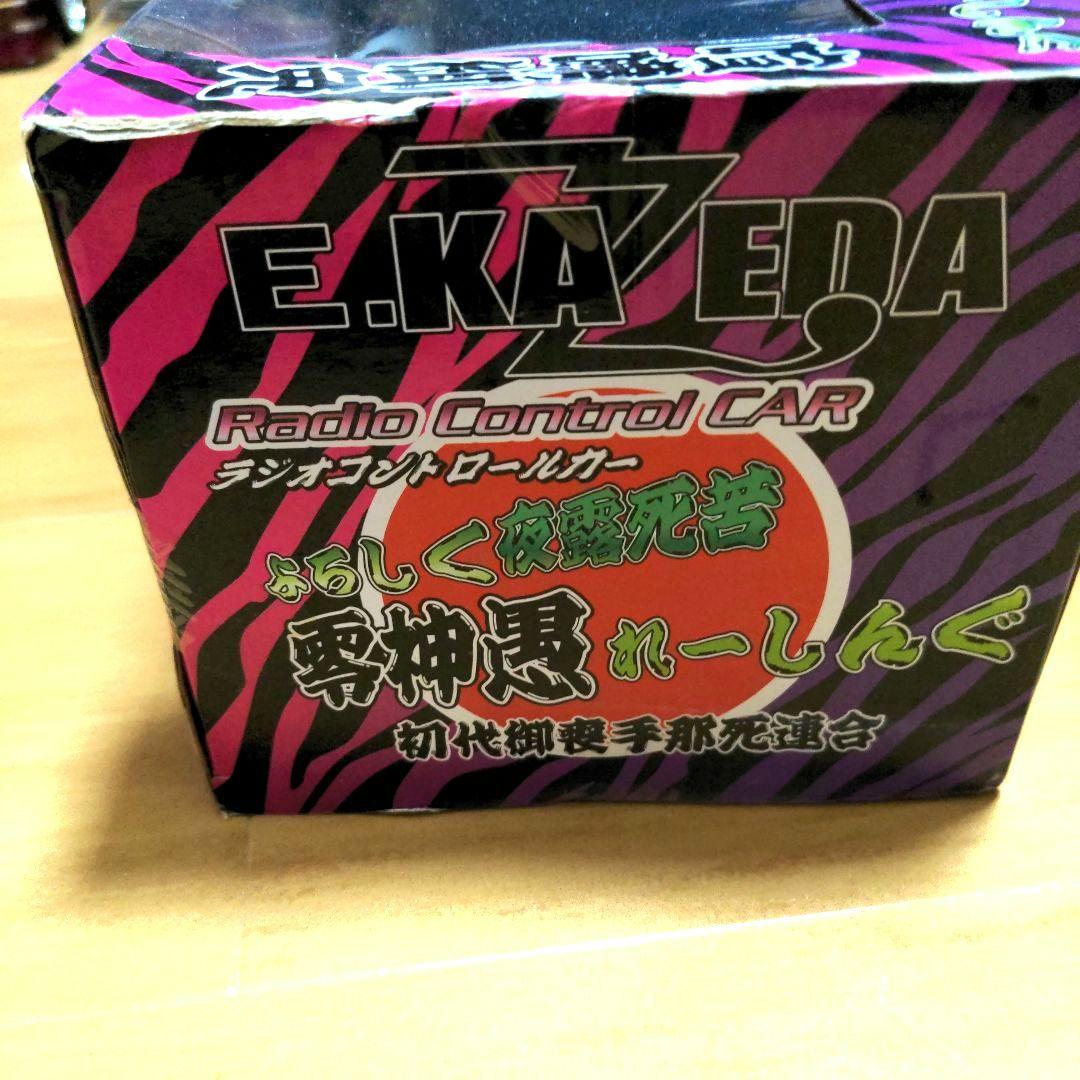 E.KAZEDA
Radio Control CAR
ラジオコントロールカー
よろしく夜露死苦
零神愚れーしんぐ
初代御喪手那死連合